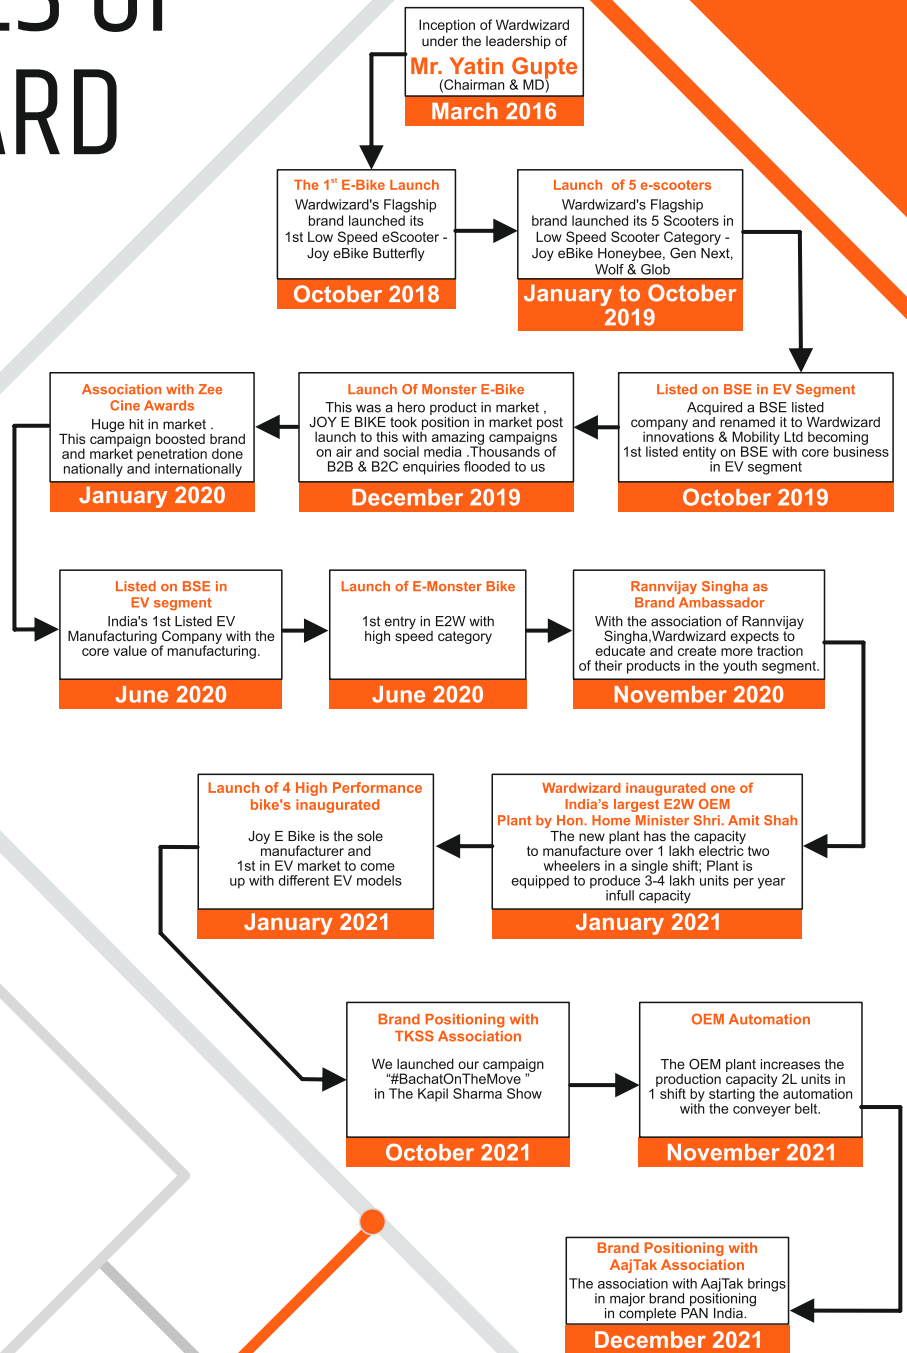 ARD
Inception of Wardwizard
under the leadership of
Mr. Yatin Gupte
(Chairman & MD)
March 2016
The 1st E-Bike Launch
Wardwizard's Flagship
brand launched its
1st Low Speed eScooter -
Joy eBike Butterfly
October 2018
Launch of 5 e-scooters
Wardwizard's Flagship
brand launched its 5 Scooters in
Low Speed Scooter Category -
Joy eBike Honeybee, Gen Next,
Wolf & Glob
January to October
2019
Listed on BSE in EV Segment
Acquired a BSE listed
company and renamed it to Wardwizard
innovations & Mobility Ltd becoming
1st listed entity on BSE with core business
in EV segment
October 2019
Launch Of Monster E-Bike
This was a hero product in market ,
JOY E BIKE took position in market post
launch to this with amazing campaigns
on air and social media .Thousands of
B2B & B2C enquiries flooded to us
December 2019
Association with Zee
Cine Awards
Huge hit in market .
This campaign boosted brand
and market penetration done
nationally and internationally
January 2020
Listed on BSE in
EV segment
India's 1st Listed EV
Manufacturing Company with the
core value of manufacturing.
June 2020
Launch of E-Monster Bike
1st entry in E2W with
high speed category
June 2020
Rannvijay Singha as
Brand Ambassador
With the association of Rannvijay
Singha,Wardwizard expects to
educate and create more traction
of their products in the youth segment.
November 2020
Wardwizard inaugurated one of
India’s largest E2W OEM
Plant by Hon. Home Minister Shri. Amit Shah
The new plant has the capacity
to manufacture over 1 lakh electric two
wheelers in a single shift; Plant is
equipped to produce 3-4 lakh units per year
infull capacity
January 2021
Launch of 4 High Performance
bike's inaugurated
Joy E Bike is the sole
manufacturer and
1st in EV market to come
up with different EV models
January 2021
Brand Positioning with
TKSS Association
We launched our campaign
“#BachatOnTheMove ”
in The Kapil Sharma Show
October 2021
OEM Automation
The OEM plant increases the
production capacity 2L units in
1 shift by starting the automation
with the conveyer belt.
November 2021
Brand Positioning with
AajTak Association
The association with AajTak brings
in major brand positioning
in complete PAN India.
December 2021